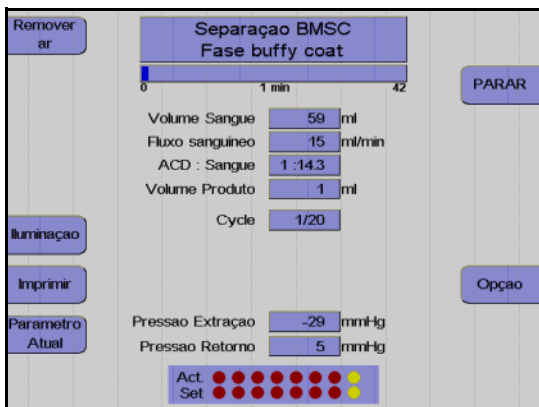 Remover
ar
Separaçao BMSC
Fase buffy coat
0 1 min 42
PARAR
Volume Sangue 59 ml
Fluxo sanguineo 15 ml/min
ACD : Sangue 1 :14.3
Volume Produto 1 ml
Cycle 1/20
Iluminaçao
Imprimir
Opçao
Parametro
Atual
Pressao Extraçao -29 mmHg
Pressao Retorno 5 mmHg
Act.
Set